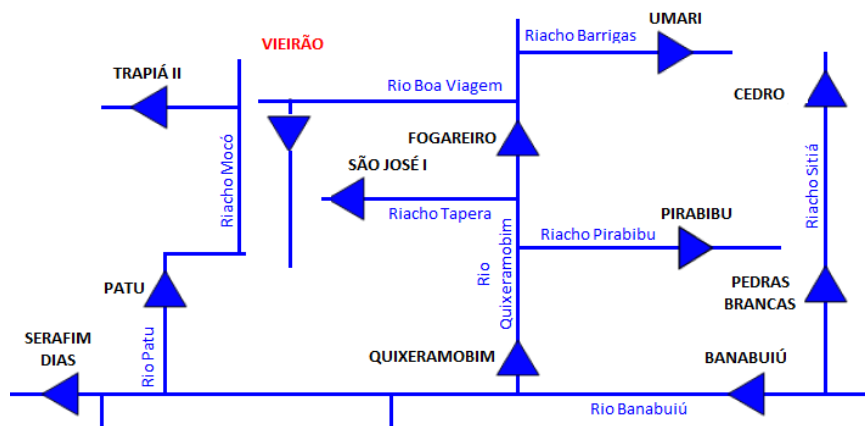 UMARI
Riacho Barrigas
VIEIRÃO
TRAPIÁ II
Rio Boa Viagem
CEDRO
FOGAREIRO
Riacho Mocó
SÃO JOSÉ I
Riacho Sitiá
Riacho Tapera
PIRABIBU
Riacho Pirabibu
Rio
Quixeramobim
PATU
PEDRAS
BRANCAS
SERAFIM
DIAS
Rio Patu
QUIXERAMOBIM
BANABUIÚ
Rio Banabuiú